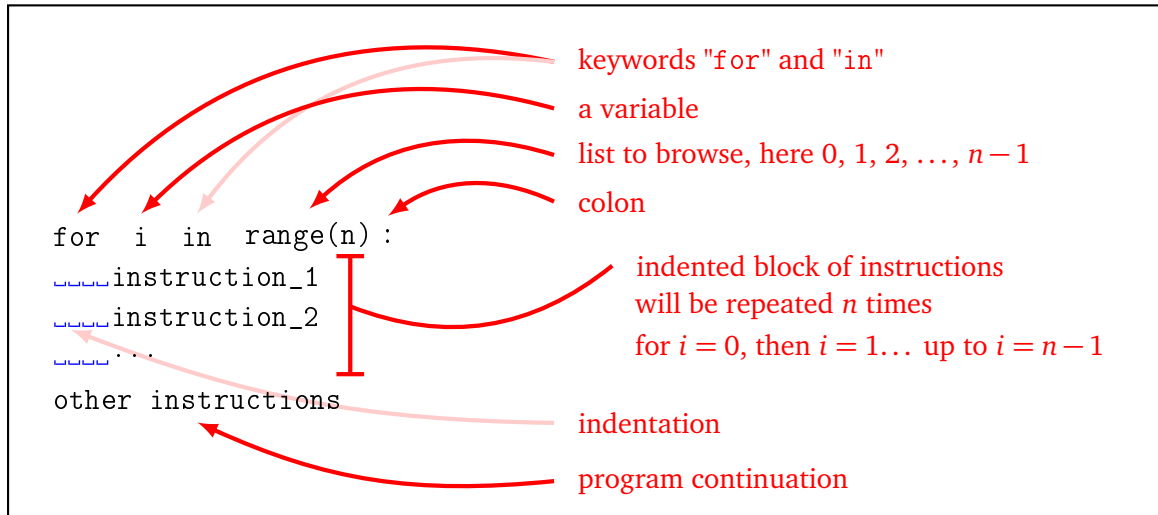 keywords "for" and "in"
a variable
list to browse, here 0, 1, 2, ..., n − 1
colon
for i in range(n) :
␣␣␣␣instruction_1
␣␣␣␣instruction_2
␣␣␣␣...
other instructions
indented block of instructions
will be repeated n times
for i = 0, then i = 1... up to i = n − 1
indentation
program continuation